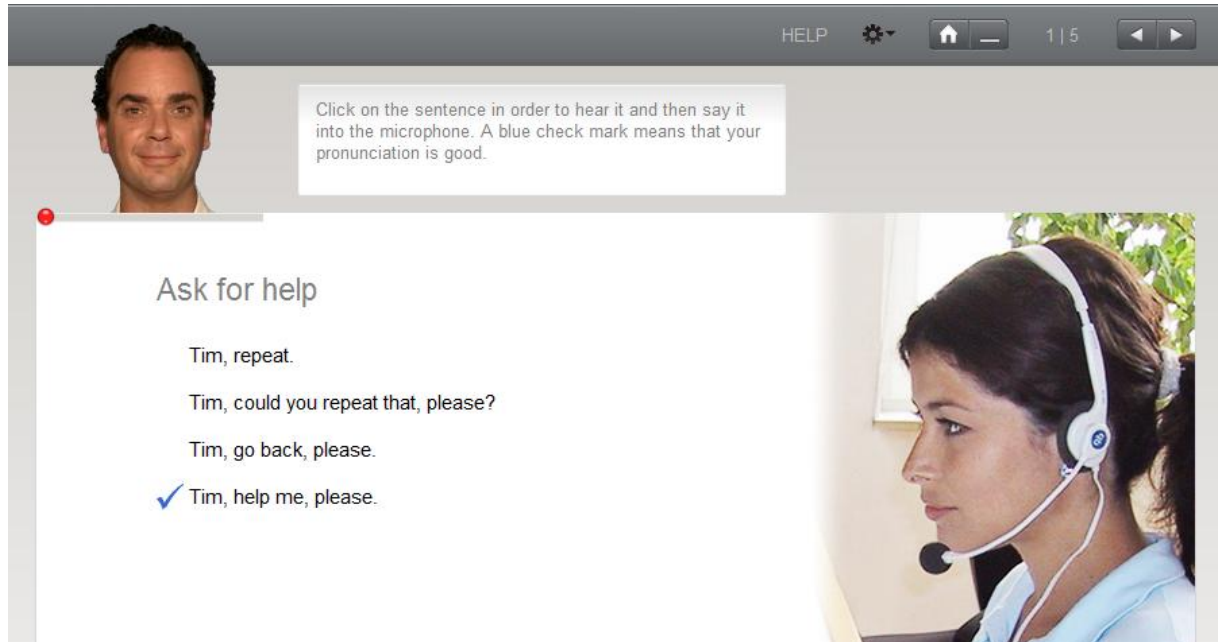 HELP
1 | 5
Click on the sentence in order to hear it and then say it
into the microphone. A blue check mark means that your
pronunciation is good.
Ask for help
Tim, repeat.
Tim, could you repeat that, please?
Tim, go back, please.
Tim, help me, please.